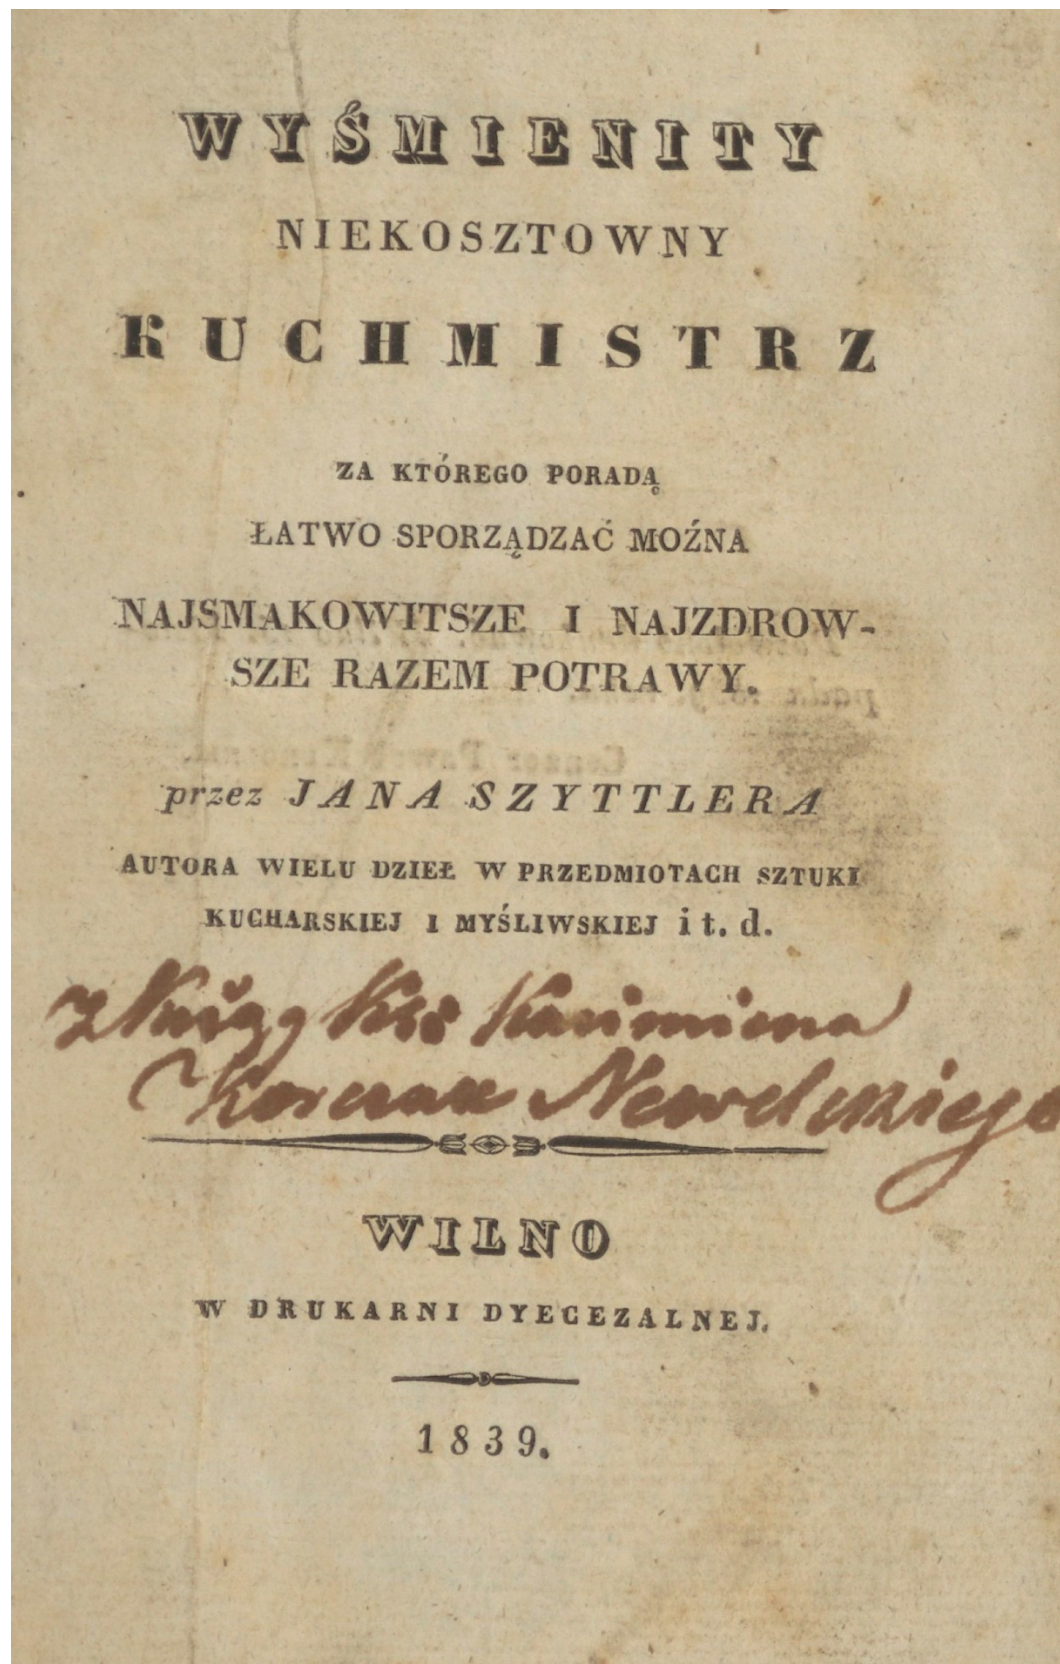 WYŚMIENITY
NIEKOSZTOWNY
KUCHMISTRZ
ZA KTÓREGO PORADĄ
ŁATWO SPORZĄDZAĆ MOŹNA
NAJSMAKOWITSZE I NAJZDROW-
SZE RAZEM POTRAWY.
przez JANA SZYTTLERA
AUTORA WIELU DZIEŁ W PRZEDMIOTACH SZTUKI
KUCHARSKIEJ I MYŚLIWSKIEJ i t. d.
z
WILNO
W DRUKARNI DYECEZALNEJ.
1839.